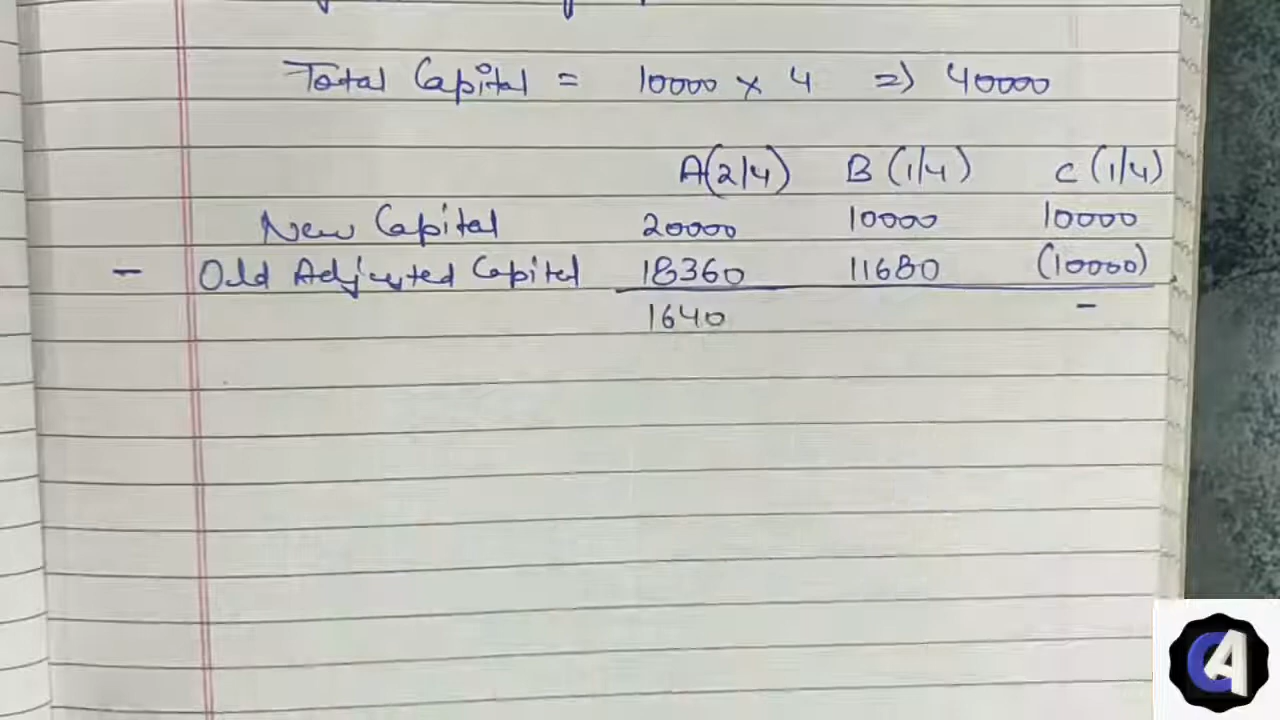 Total Capital = 10000 × 4 => 40000
A(2/4) B (1/4) C (1/4)
New Capital 20000 10000 10000
- Old Adjusted Capital 18360 11680 (10000)
1640 -
CA